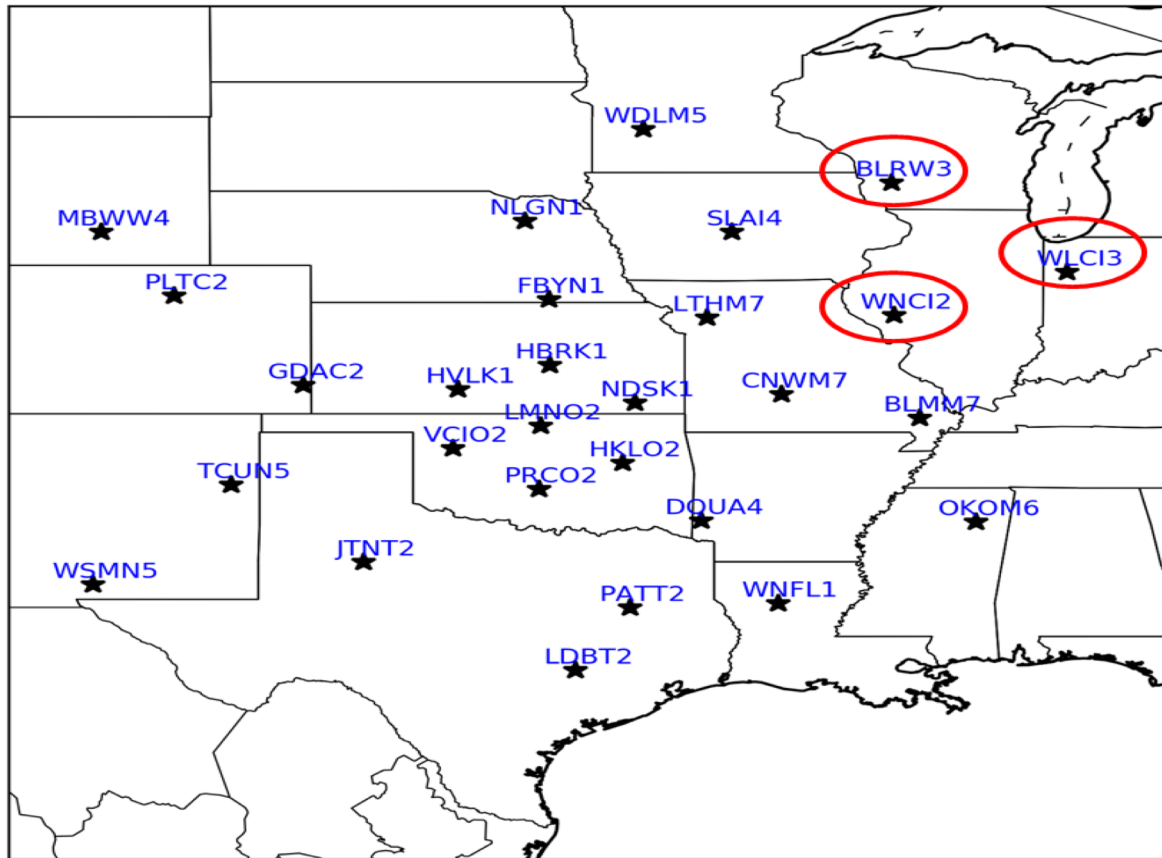 WDLM5
BLRW3
MBWW4
NLGN1
SLAI4
WLCI3
PLTC2
FBYN1
LTHM7
WNCI2
HBRK1
GDAC2
HVLK1
NDSK1
CNWM7
BLMM7
LMNO2
VCIO2
HKLO2
TCUN5
PRCO2
DQUA4
OKOM6
JTNT2
WSMN5
PATT2
WNFL1
LDBT2